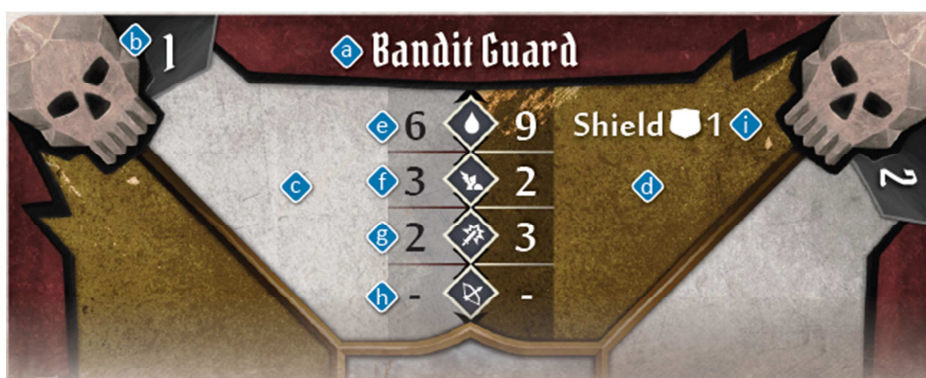 b 1 a Bandit Guard
e 6 9 Shield 1 i
c f 3 2 d 2
g 2 3
h - -